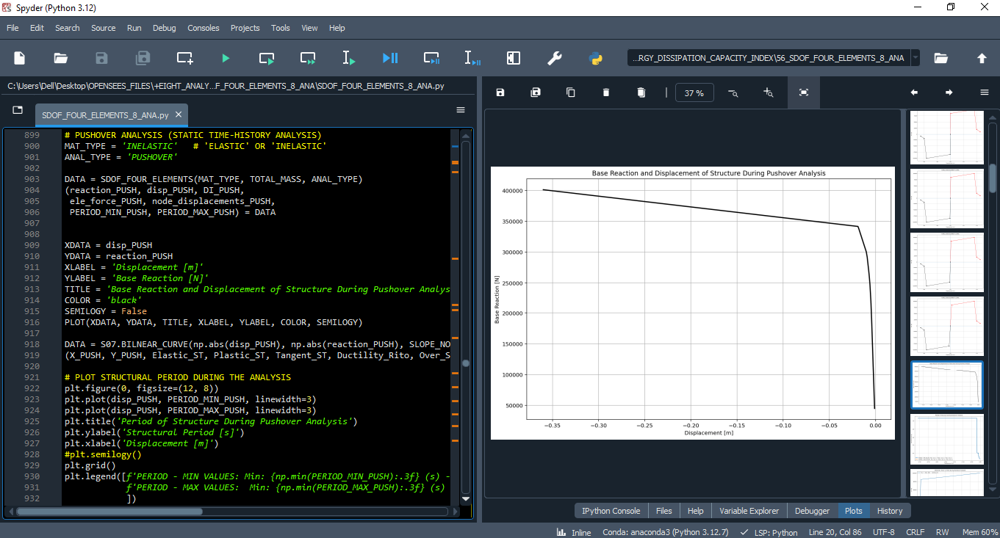 Spyder (Python 3.12)
File Edit Search Source Run Debug Consoles Projects Tools View Help
...RGY_DISSIPATION_CAPACITY_INDEX\56_SDOF_FOUR_ELEMENTS_8_ANA
C:\Users\Dell\Desktop\OPENSEES_FILES\+EIGHT_ANALY...F_FOUR_ELEMENTS_8_ANA\SDOF_FOUR_ELEMENTS_8_ANA.py
SDOF_FOUR_ELEMENTS_8_ANA.py
899 # PUSHOVER ANALYSIS (STATIC TIME-HISTORY ANALYSIS)
900 MAT_TYPE = 'INELASTIC' # 'ELASTIC' OR 'INELASTIC'
901 ANAL_TYPE = 'PUSHOVER'
902
903 DATA = SDOF_FOUR_ELEMENTS(MAT_TYPE, TOTAL_MASS, ANAL_TYPE)
904 (reaction_PUSH, disp_PUSH, DI_PUSH,
905 ele_force_PUSH, node_displacements_PUSH,
906 PERIOD_MIN_PUSH, PERIOD_MAX_PUSH) = DATA
907
908
909 XDATA = disp_PUSH
910 YDATA = reaction_PUSH
911 XLABEL = 'Displacement [m]'
912 YLABEL = 'Base Reaction [N]'
913 TITLE = 'Base Reaction and Displacement of Structure During Pushover Analys
914 COLOR = 'black'
915 SEMILOGY = False
916 PLOT(XDATA, YDATA, TITLE, XLABEL, YLABEL, COLOR, SEMILOGY)
917
918 DATA = S07.BILNEAR_CURVE(np.abs(disp_PUSH), np.abs(reaction_PUSH), SLOPE_NO
919 (X_PUSH, Y_PUSH, Elastic_ST, Plastic_ST, Tangent_ST, Ductility_Rito, Over_S
920
921 # PLOT STRUCTURAL PERIOD DURING THE ANALYSIS
922 plt.figure(0, figsize=(12, 8))
923 plt.plot(disp_PUSH, PERIOD_MIN_PUSH, linewidth=3)
924 plt.plot(disp_PUSH, PERIOD_MAX_PUSH, linewidth=3)
925 plt.title('Period of Structure During Pushover Analysis')
926 plt.ylabel('Structural Period [s]')
927 plt.xlabel('Displacement [m]')
928 #plt.semilogy()
929 plt.grid()
930 plt.legend([f'PERIOD - MIN VALUES: Min: {np.min(PERIOD_MIN_PUSH):.3f} (s) -
931 f'PERIOD - MAX VALUES:  Min: {np.min(PERIOD_MAX_PUSH):.3f} (s)
932 ])
37 %
Base Reaction and Displacement of Structure During Pushover Analysis
400000
350000
300000
250000
200000
150000
100000
50000
Base Reaction [N]
−0.35 −0.30 −0.25 −0.20 −0.15 −0.10 −0.05 0.00
Displacement [m]
IPython Console Files Help Variable Explorer Debugger Plots History
Inline Conda: anaconda3 (Python 3.12.7) LSP: Python Line 20, Col 86 UTF-8 CRLF RW Mem 60%